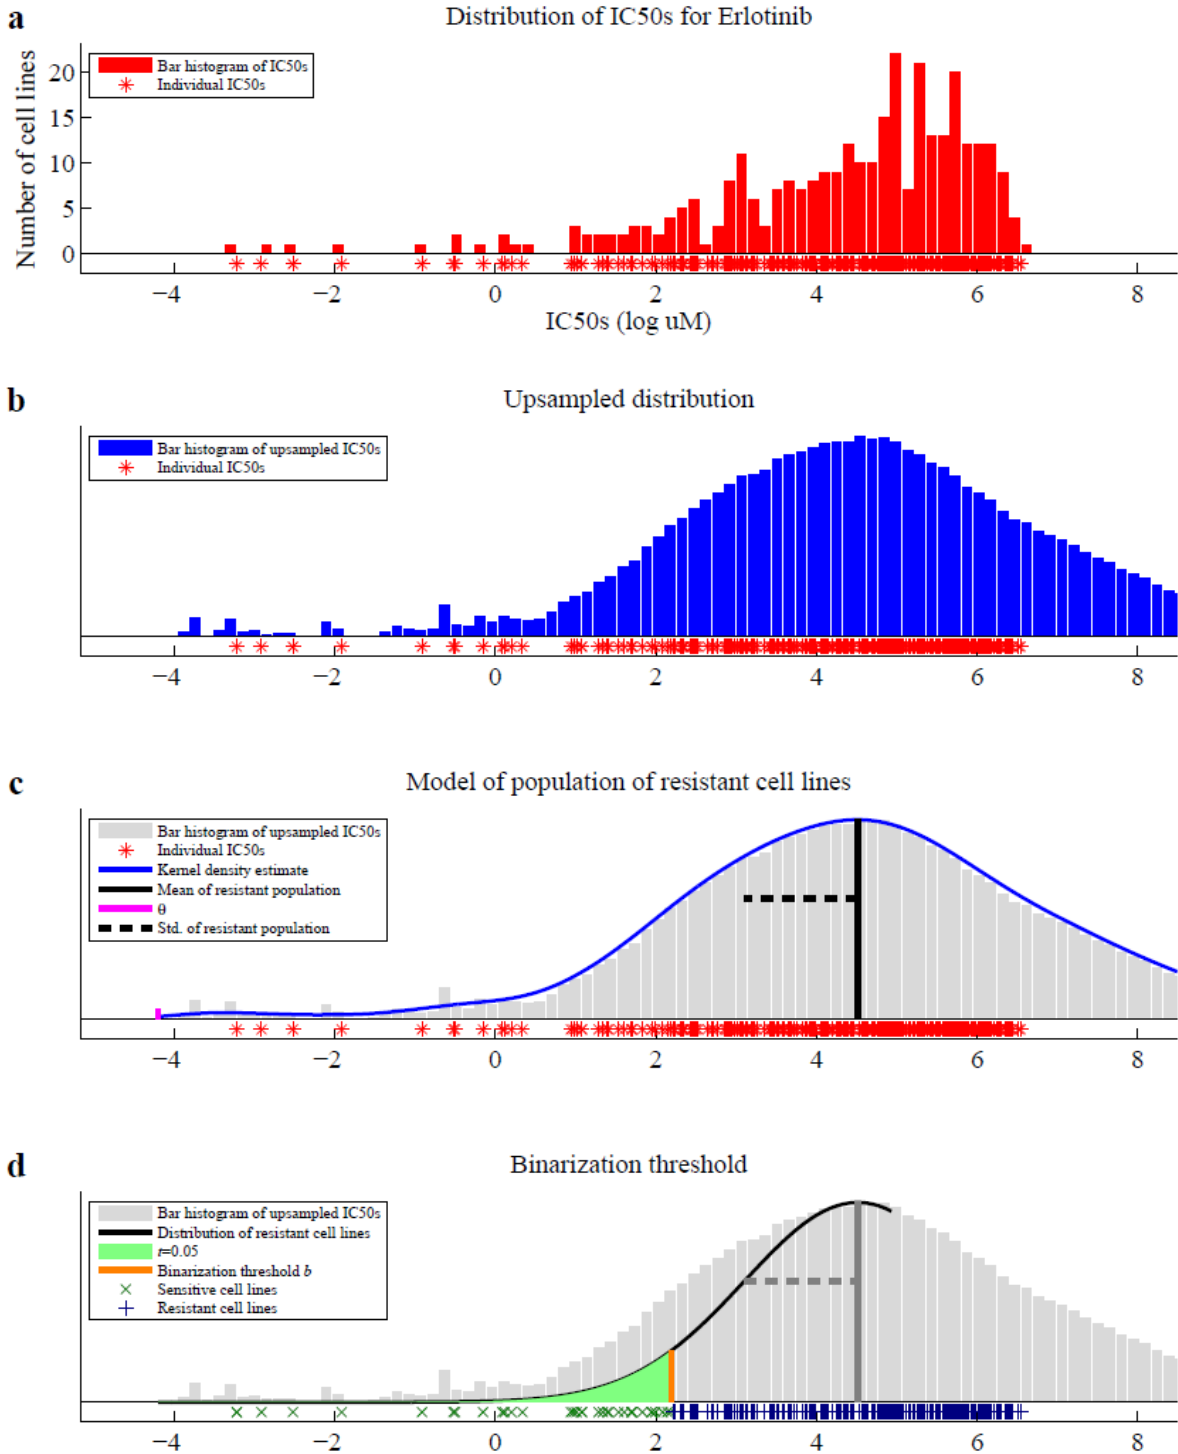 a
Distribution of IC50s for Erlotinib
Bar histogram of IC50s
Individual IC50s
Number of cell lines
20
15
10
5
0
−4 −2 0 2 4 6 8
IC50s (log uM)
b
Upsampled distribution
Bar histogram of upsampled IC50s
Individual IC50s
−4 −2 0 2 4 6 8
c
Model of population of resistant cell lines
Bar histogram of upsampled IC50s
Individual IC50s
Kernel density estimate
Mean of resistant population
θ
Std. of resistant population
−4 −2 0 2 4 6 8
d
Binarization threshold
Bar histogram of upsampled IC50s
Distribution of resistant cell lines
t=0.05
Binarization threshold b
Sensitive cell lines
Resistant cell lines
−4 −2 0 2 4 6 8